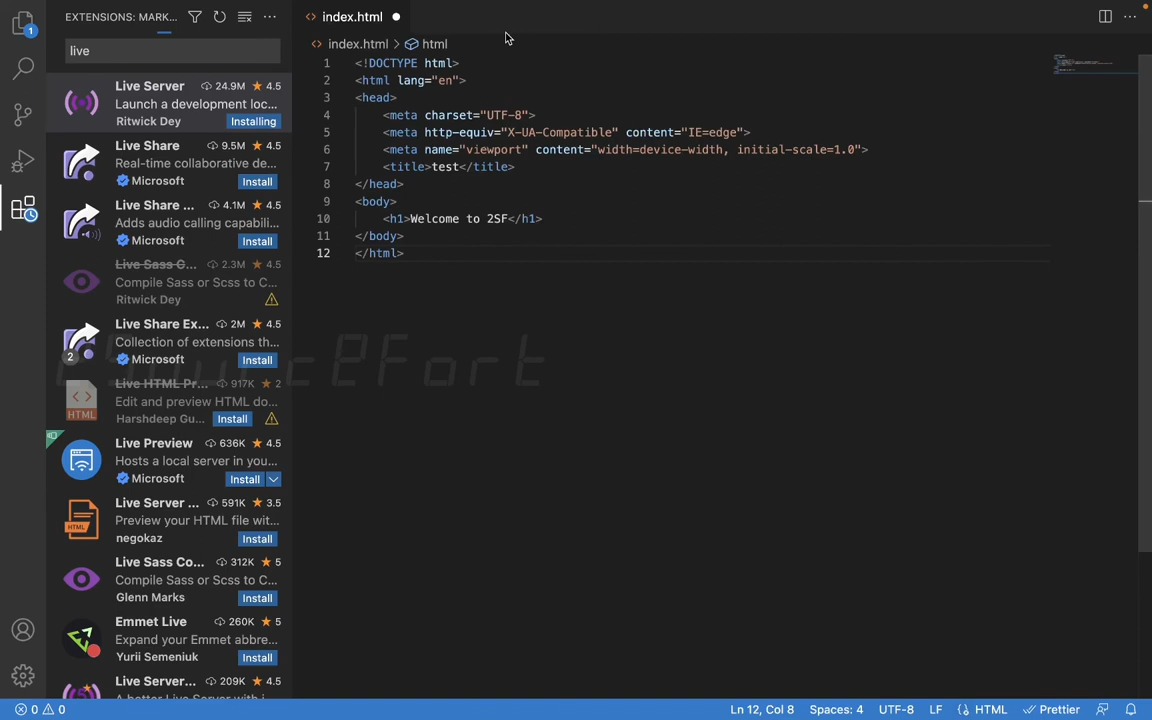 EXTENSIONS: MARK...
live
Live Server 24.9M ★ 4.5
Launch a development loc...
Ritwick Dey Installing
Live Share 9.5M ★ 4.5
Real-time collaborative de...
Microsoft Install
Live Share ... 4.1M ★ 4.5
Adds audio calling capabili...
Microsoft Install
Live Sass C... 2.3M ★ 4.5
Compile Sass or Scss to C...
Ritwick Dey
Live Share Ex... 2M ★ 4.5
Collection of extensions th...
2 Microsoft Install
Live HTML Pr... 917K ★ 2
Edit and preview HTML do...
HTML Harshdeep Gu... Install
Live Preview 636K ★ 4.5
Hosts a local server in you...
Microsoft Install
Live Server ... 591K ★ 3.5
Preview your HTML file wit...
HTML negokaz Install
Live Sass Co... 312K ★ 5
Compile Sass or Scss to C...
Glenn Marks Install
Emmet Live 260K ★ 5
Expand your Emmet abbre...
Yurii Semeniuk Install
Live Server... 209K ★ 4.5
1
index.html
index.html > html
1 <!DOCTYPE html>
2 <html lang="en">
3 <head>
4 <meta charset="UTF-8">
5 <meta http-equiv="X-UA-Compatible" content="IE=edge">
6 <meta name="viewport" content="width=device-width, initial-scale=1.0">
7 <title>test</title>
8 </head>
9 <body>
10 <h1>Welcome to 2SF</h1>
11 </body>
12 </html>
0 0 Ln 12, Col 8 Spaces: 4 UTF-8 LF HTML Prettier